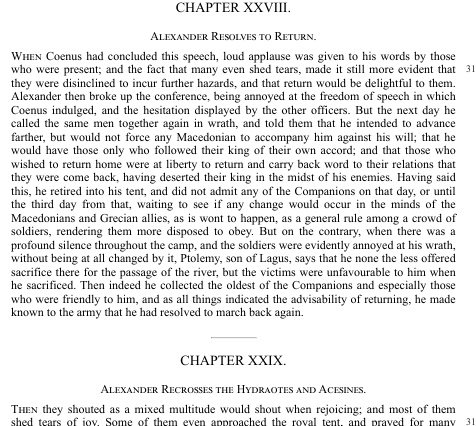 CHAPTER XXVIII.
Alexander Resolves to Return.
When Coenus had concluded this speech, loud applause was given to his words by those
who were present; and the fact that many even shed tears, made it still more evident that 31
they were disinclined to incur further hazards, and that return would be delightful to them.
Alexander then broke up the conference, being annoyed at the freedom of speech in which
Coenus indulged, and the hesitation displayed by the other officers. But the next day he
called the same men together again in wrath, and told them that he intended to advance
farther, but would not force any Macedonian to accompany him against his will; that he
would have those only who followed their king of their own accord; and that those who
wished to return home were at liberty to return and carry back word to their relations that
they were come back, having deserted their king in the midst of his enemies. Having said
this, he retired into his tent, and did not admit any of the Companions on that day, or until
the third day from that, waiting to see if any change would occur in the minds of the
Macedonians and Grecian allies, as is wont to happen, as a general rule among a crowd of
soldiers, rendering them more disposed to obey. But on the contrary, when there was a
profound silence throughout the camp, and the soldiers were evidently annoyed at his wrath,
without being at all changed by it, Ptolemy, son of Lagus, says that he none the less offered
sacrifice there for the passage of the river, but the victims were unfavourable to him when
he sacrificed. Then indeed he collected the oldest of the Companions and especially those
who were friendly to him, and as all things indicated the advisability of returning, he made
known to the army that he had resolved to march back again.
CHAPTER XXIX.
Alexander Recrosses the Hydraotes and Acesines.
Then they shouted as a mixed multitude would shout when rejoicing; and most of them
shed tears of joy. Some of them even approached the royal tent, and prayed for many 31